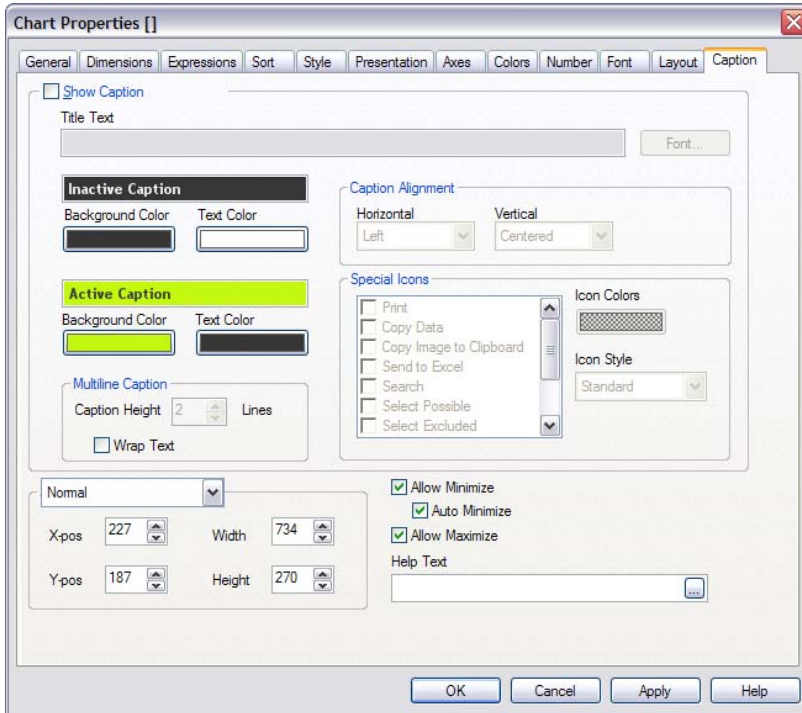 Chart Properties []
General Dimensions Expressions Sort Style Presentation Axes Colors Number Font Layout Caption
Show Caption
Title Text
Font...
Inactive Caption
Background Color Text Color
Caption Alignment
Horizontal Vertical
Left Centered
Active Caption
Background Color Text Color
Special Icons
Print
Copy Data
Copy Image to Clipboard
Send to Excel
Search
Select Possible
Select Excluded
Icon Colors
Icon Style
Standard
Multiline Caption
Caption Height 2 Lines
Wrap Text
Normal
X-pos 227 Width 734
Y-pos 187 Height 270
Allow Minimize
Auto Minimize
Allow Maximize
Help Text
...
OK Cancel Apply Help